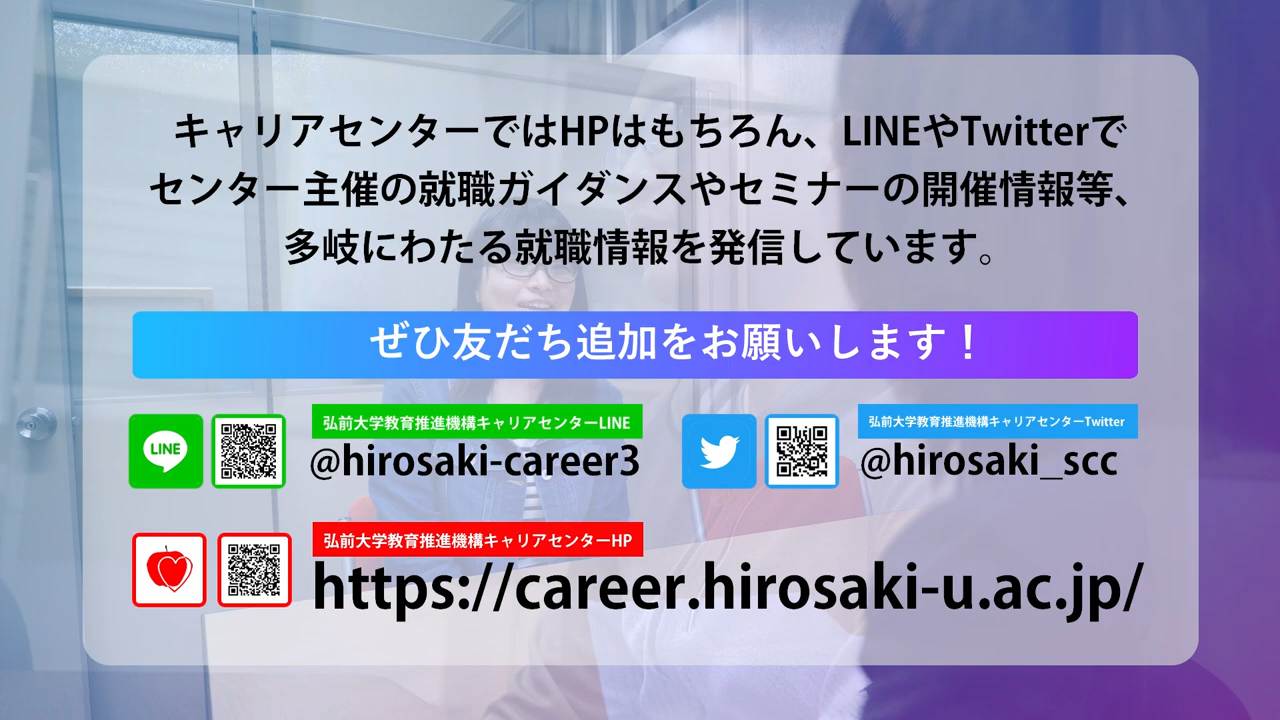 キャリアセンターではHPはもちろん、LINEやTwitterで
センター主催の就職ガイダンスやセミナーの開催情報等、
多岐にわたる就職情報を発信しています。
ぜひ友だち追加をお願いします！
LINE
弘前大学教育推進機構キャリアセンターLINE
@hirosaki-career3
弘前大学教育推進機構キャリアセンターTwitter
@hirosaki_scc
弘前大学教育推進機構キャリアセンターHP
https://career.hirosaki-u.ac.jp/